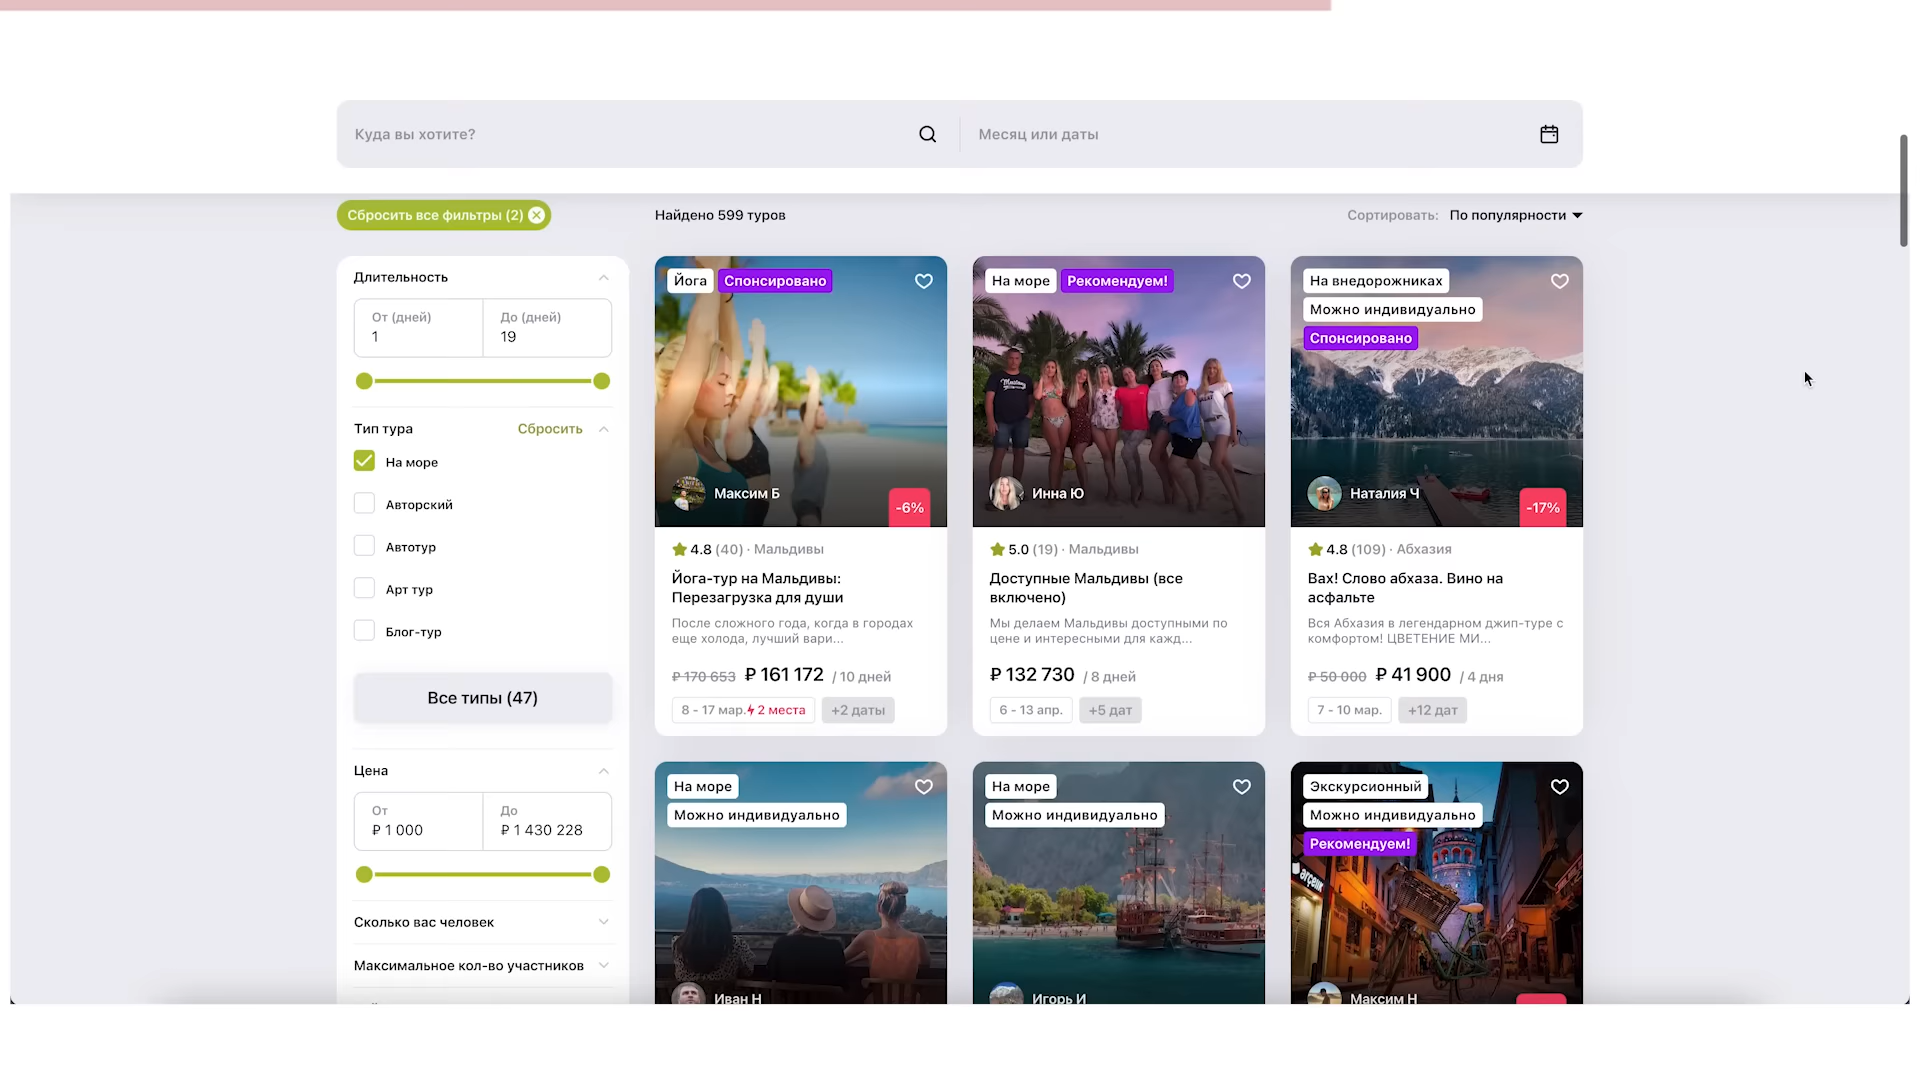 Куда вы хотите?
Месяц или даты
Сбросить все фильтры (2)
Найдено 599 туров
Сортировать: По популярности
Длительность
От (дней)
1
До (дней)
19
Тип тура
Сбросить
На море
Авторский
Автотур
Арт тур
Блог-тур
Все типы (47)
Цена
От
₽ 1 000
До
₽ 1 430 228
Сколько вас человек
Максимальное кол-во участников
Йога
Спонсировано
Максим Б
-6%
4.8 (40) · Мальдивы
Йога-тур на Мальдивы:
Перезагрузка для души
После сложного года, когда в городах
еще холода, лучший вари...
₽ 170 653 ₽ 161 172 / 10 дней
8 - 17 мар. 2 места
+2 даты
На море
Рекомендуем!
Инна Ю
5.0 (19) · Мальдивы
Доступные Мальдивы (все
включено)
Мы делаем Мальдивы доступными по
цене и интересными для кажд...
₽ 132 730 / 8 дней
6 - 13 апр.
+5 дат
На внедорожниках
Можно индивидуально
Спонсировано
Наталия Ч
-17%
4.8 (109) · Абхазия
Вах! Слово абхаза. Вино на
асфальте
Вся Абхазия в легендарном джип-туре с
комфортом! ЦВЕТЕНИЕ МИ...
₽ 50 000 ₽ 41 900 / 4 дня
7 - 10 мар.
+12 дат
На море
Можно индивидуально
Иван Н
На море
Можно индивидуально
Игорь И
Экскурсионный
Можно индивидуально
Рекомендуем!
arçelik
Максим Н